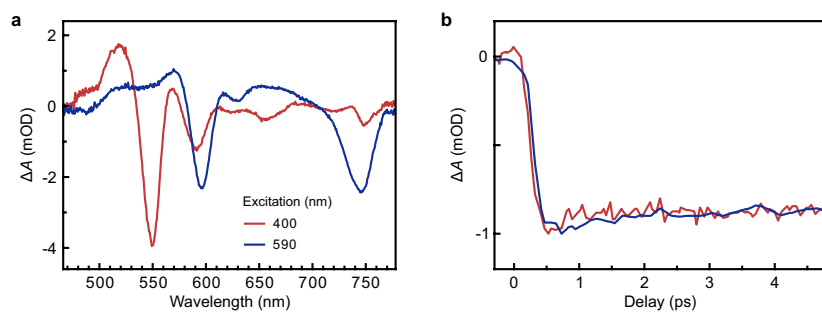 a
2
0
-2
-4
ΔA (mOD)
Excitation (nm)
400
590
500 550 600 650 700 750
Wavelength (nm)
b
0
-1
ΔA (mOD)
0 1 2 3 4
Delay (ps)